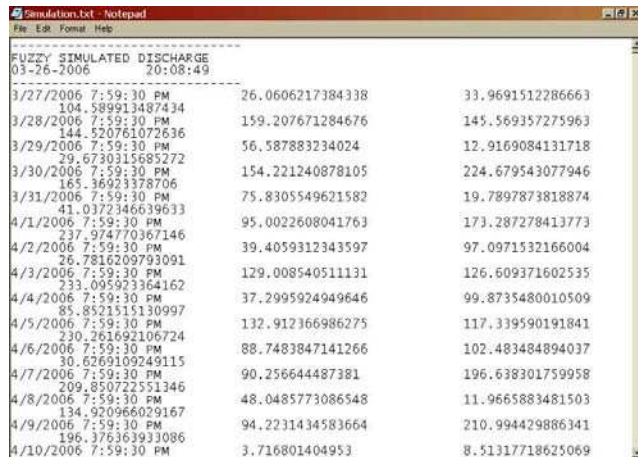 Simulation.txt - Notepad
File Edit Format Help
--------------------------------
FUZZY SIMULATED DISCHARGE
03-26-2006 20:08:49
--------------------------------
3/27/2006 7:59:30 PM 26.0606217384338 33.9691512286663
104.589913487434
3/28/2006 7:59:30 PM 159.207671284676 145.569357275963
144.520761072636
3/29/2006 7:59:30 PM 56.587883234024 12.9169084131718
29.6730315685272
3/30/2006 7:59:30 PM 154.221240878105 224.679543077946
165.36923378706
3/31/2006 7:59:30 PM 75.8305549621582 19.7897873818874
41.0372346639633
4/1/2006 7:59:30 PM 95.0022608041763 173.287278413773
237.974770367146
4/2/2006 7:59:30 PM 39.4059312343597 97.0971532166004
26.7816209793091
4/3/2006 7:59:30 PM 129.008540511131 126.609371602535
233.095923364162
4/4/2006 7:59:30 PM 37.2995924949646 99.8735480010509
85.8521515130997
4/5/2006 7:59:30 PM 132.912366986275 117.339590191841
230.261692106724
4/6/2006 7:59:30 PM 88.7483847141266 102.483484894037
30.6269109249115
4/7/2006 7:59:30 PM 90.256644487381 196.638301759958
209.850722551346
4/8/2006 7:59:30 PM 48.0485773086548 11.9665883481503
134.920966029167
4/9/2006 7:59:30 PM 94.2231434583664 210.994429886341
196.376363933086
4/10/2006 7:59:30 PM 3.716801404953 8.51317718625069